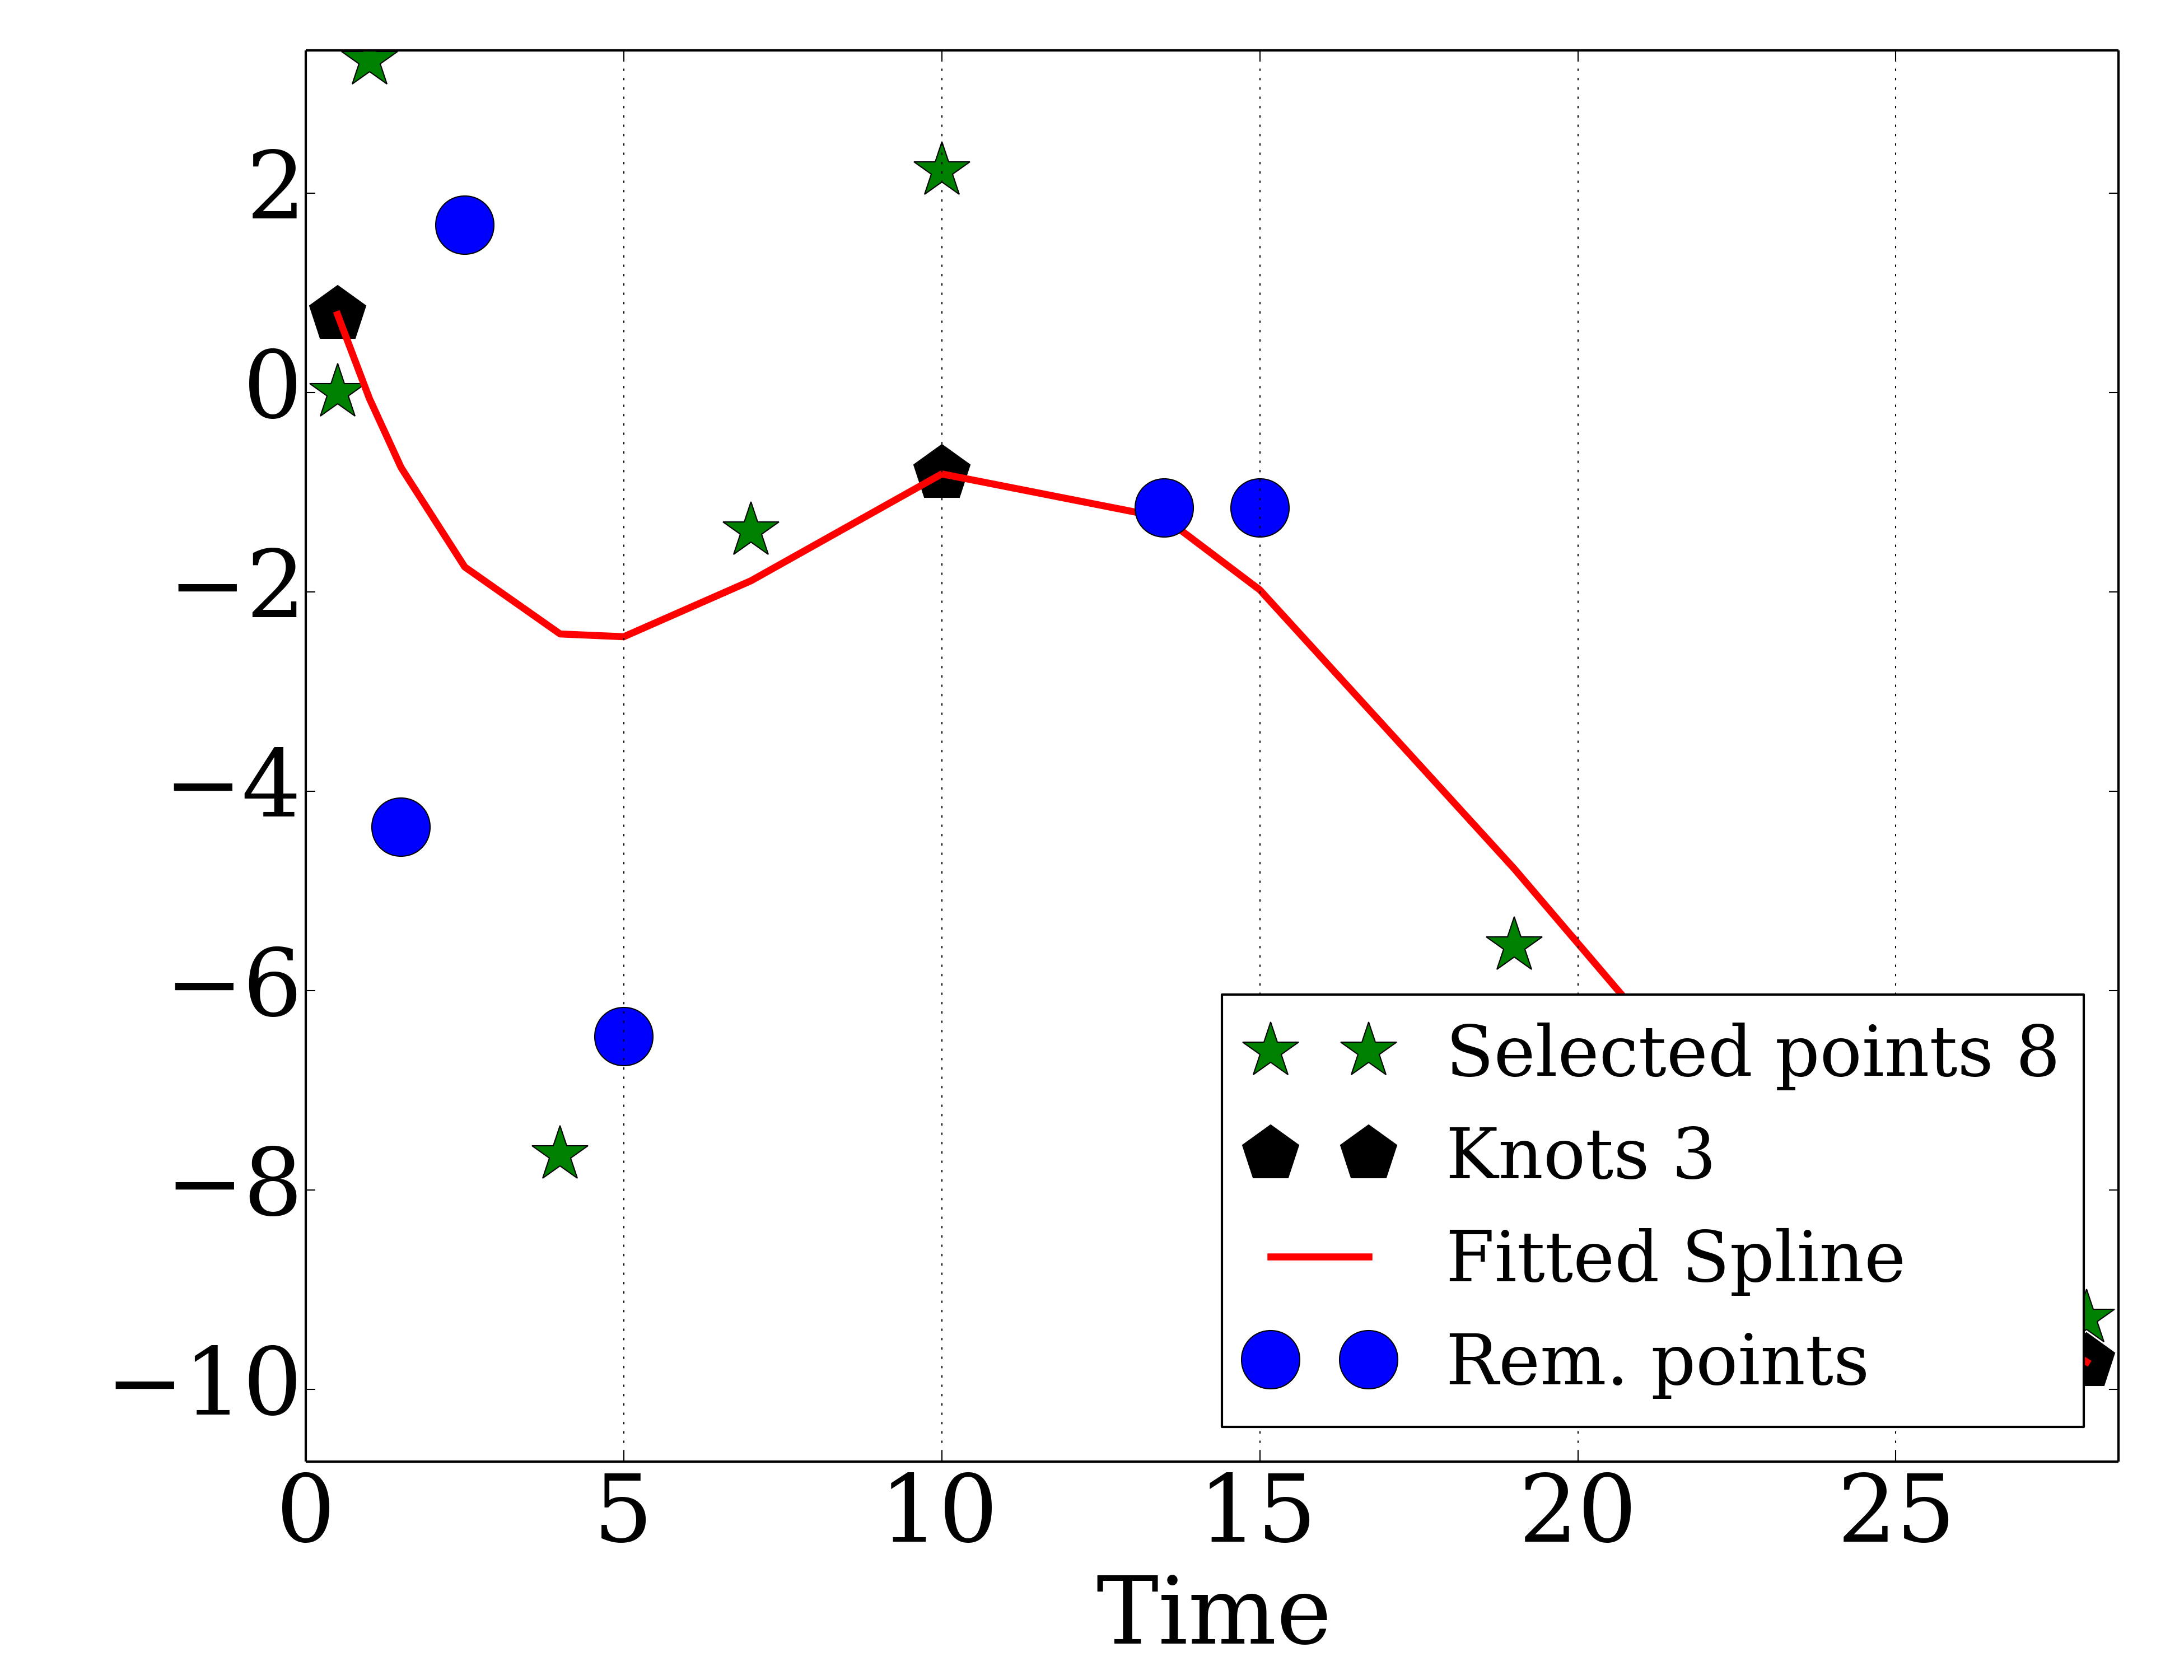 2
0
−2
−4
−6
−8
−10
0 5 10 15 20 25
Time
Selected points 8
Knots 3
Fitted Spline
Rem. points